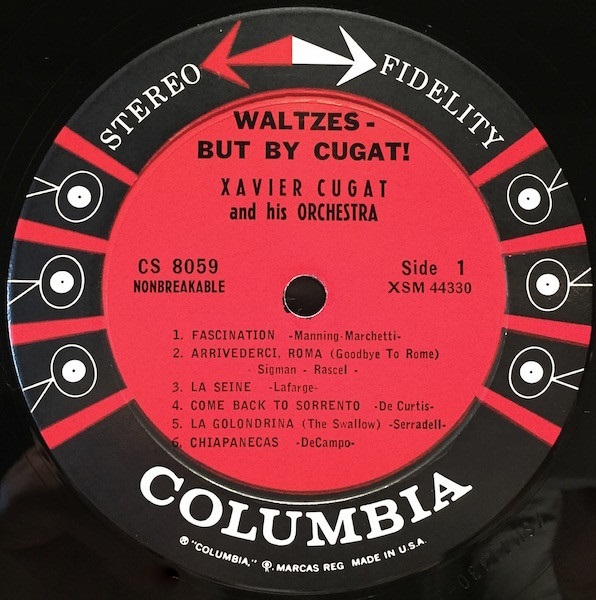 STEREO FIDELITY
WALTZES -
BUT BY CUGAT!
XAVIER CUGAT
and his ORCHESTRA
CS 8059
NONBREAKABLE
Side 1
XSM 44330
1. FASCINATION -Manning-Marchetti-
2. ARRIVEDERCI, ROMA (Goodbye To Rome)
Sigman - Rascel -
3. LA SEINE -Lafarge-
4. COME BACK TO SORRENTO -De Curtis-
5. LA GOLONDRINA (The Swallow) -Serradell-
6. CHIAPANECAS -DeCampo-
COLUMBIA
® "COLUMBIA," Ⓟ. MARCAS REG MADE IN U.S.A.